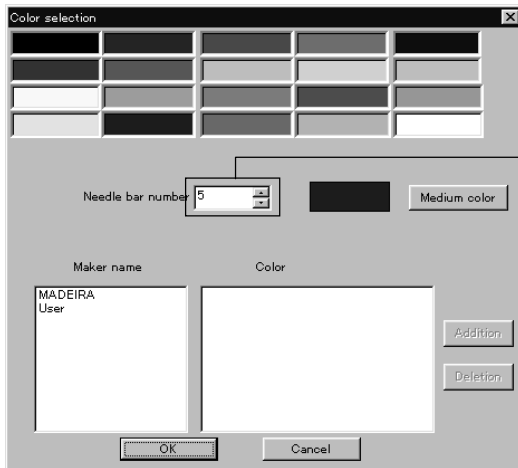 Color selection
Needle bar number 5 Medium color
Maker name Color
MADEIRA
User
Addition
Deletion
OK Cancel